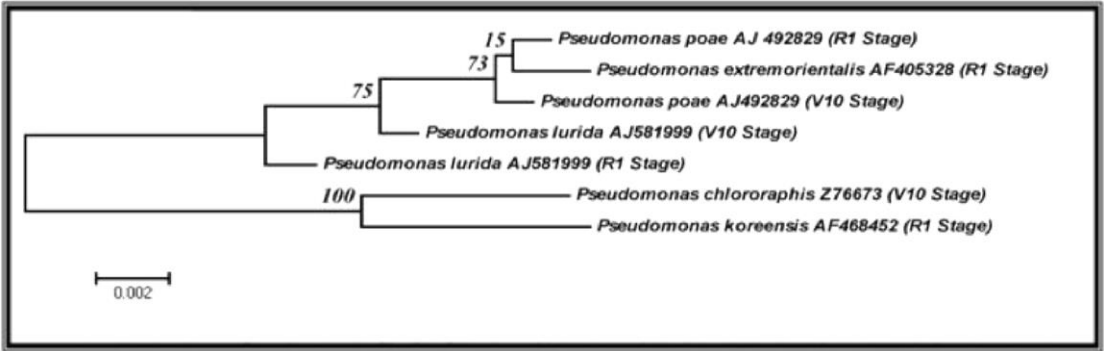 15
Pseudomonas poae AJ 492829 (R1 Stage)
73
Pseudomonas extremorientalis AF405328 (R1 Stage)
75
Pseudomonas poae AJ492829 (V10 Stage)
Pseudomonas lurida AJ581999 (V10 Stage)
Pseudomonas lurida AJ581999 (R1 Stage)
100
Pseudomonas chlororaphis Z76673 (V10 Stage)
Pseudomonas koreensis AF468452 (R1 Stage)
0.002